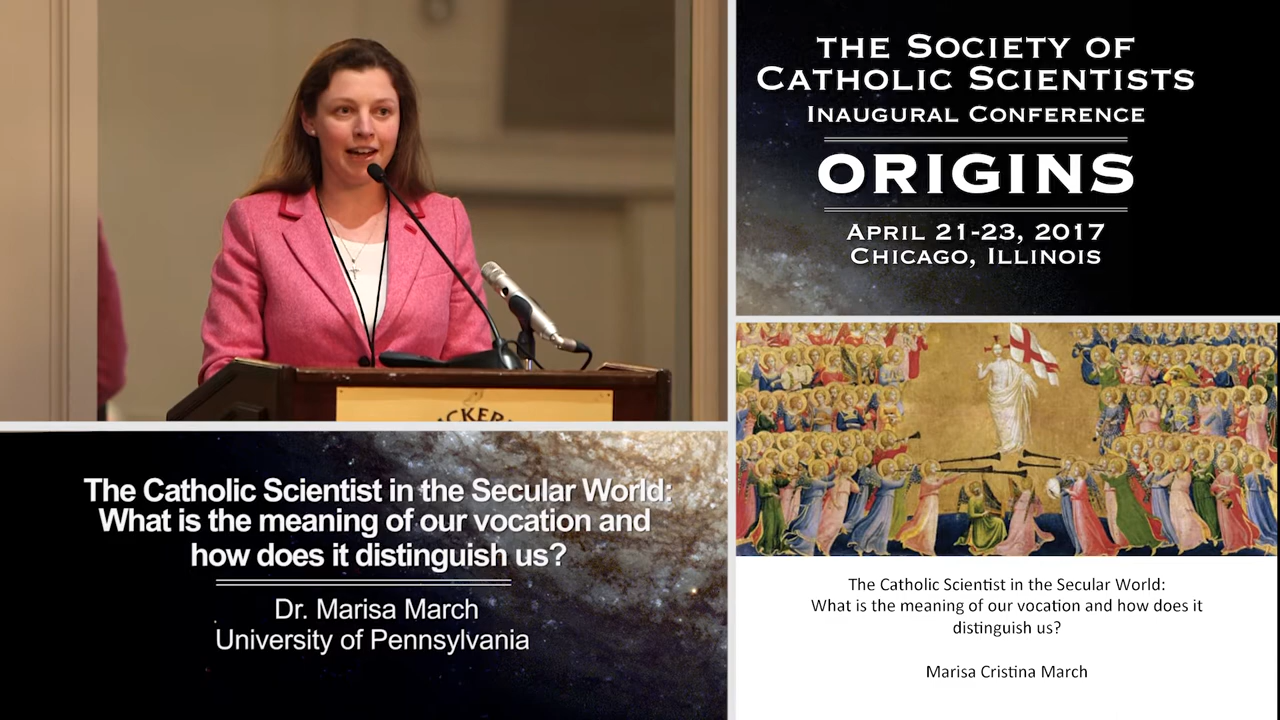 THE SOCIETY OF
CATHOLIC SCIENTISTS
INAUGURAL CONFERENCE
ORIGINS
APRIL 21-23, 2017
CHICAGO, ILLINOIS
The Catholic Scientist in the Secular World:
What is the meaning of our vocation and
how does it distinguish us?
Dr. Marisa March
University of Pennsylvania
The Catholic Scientist in the Secular World:
What is the meaning of our vocation and how does it
distinguish us?
Marisa Cristina March